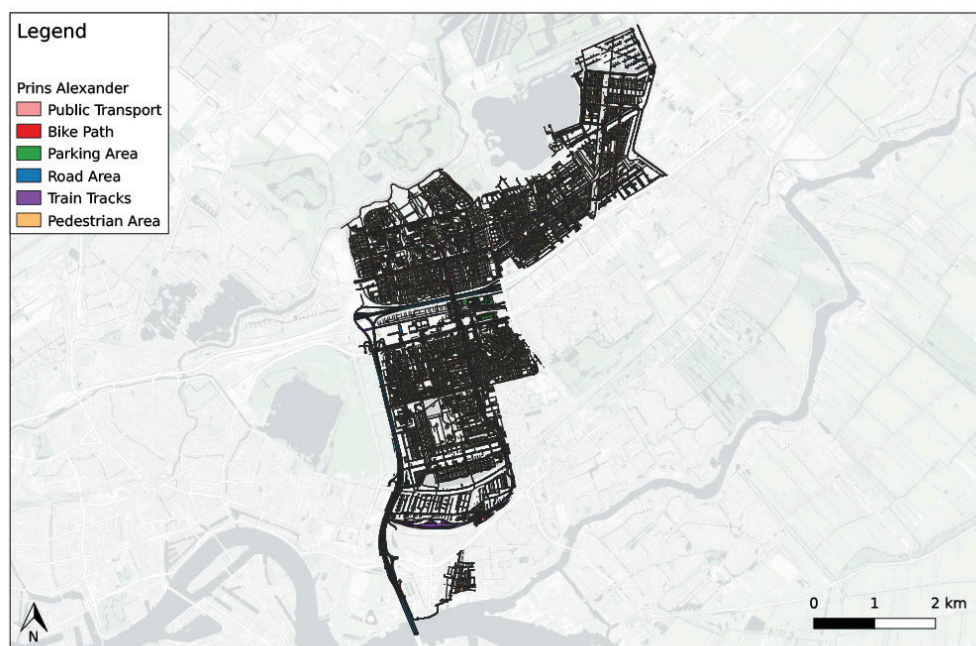 Legend
Prins Alexander
Public Transport
Bike Path
Parking Area
Road Area
Train Tracks
Pedestrian Area
N
0 1 2 km